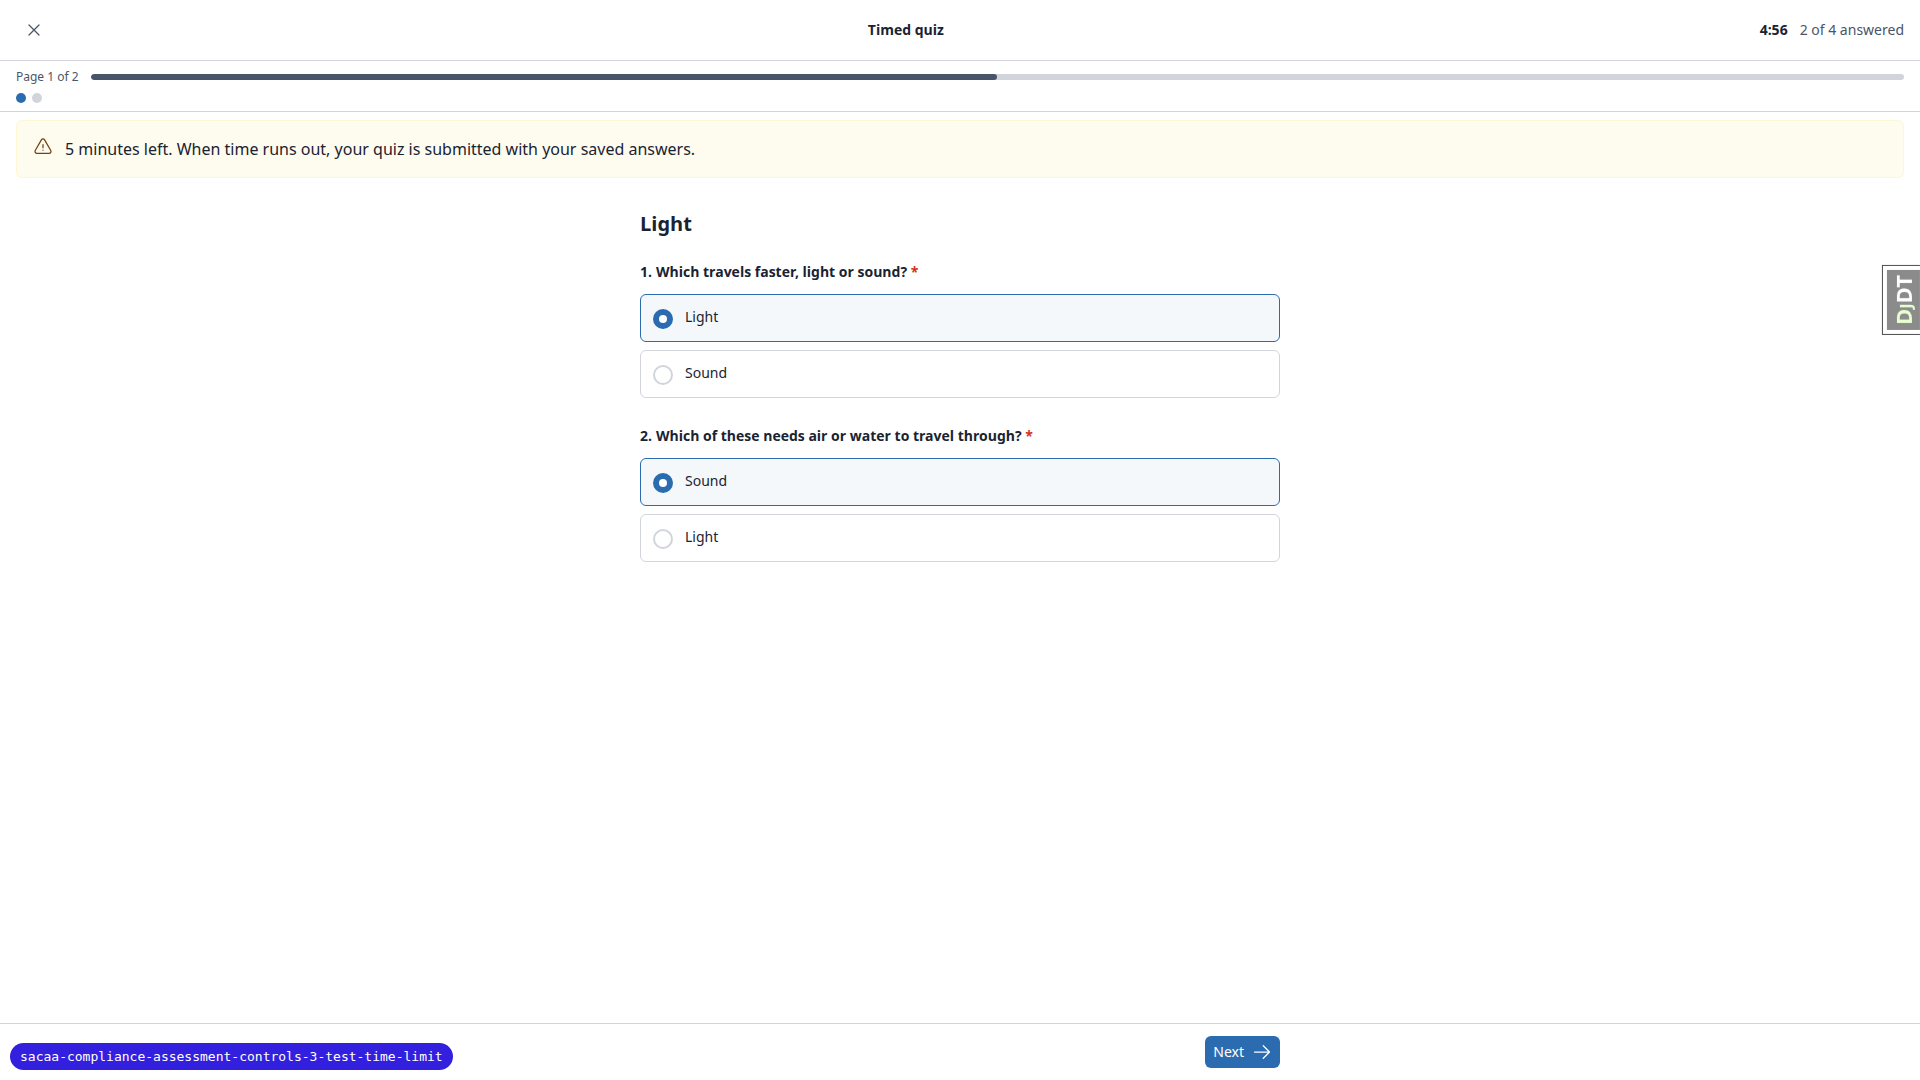 Timed quiz
4:56 2 of 4 answered
Page 1 of 2
5 minutes left. When time runs out, your quiz is submitted with your saved answers.
Light
1. Which travels faster, light or sound? *
Light
Sound
2. Which of these needs air or water to travel through? *
Sound
Light
DjDT
sacaa-compliance-assessment-controls-3-test-time-limit
Next